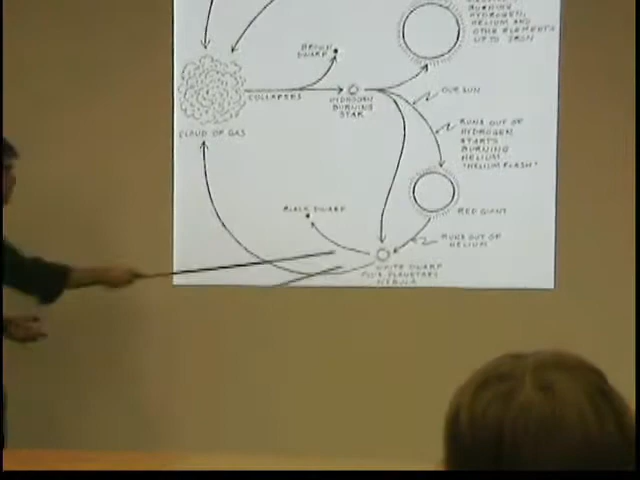 BURNING
HYDROGEN,
HELIUM AND
OTHER ELEMENTS
UP TO IRON
BROWN
DWARF
COLLAPSES
HYDROGEN
BURNING
STAR
OUR SUN
CLOUD OF GAS
RUNS OUT OF
HYDROGEN
STARTS
BURNING
HELIUM
"HELIUM FLASH"
BLACK DWARF
RED GIANT
RUNS OUT OF
HELIUM
WHITE DWARF
PLUS PLANETARY
NEBULA